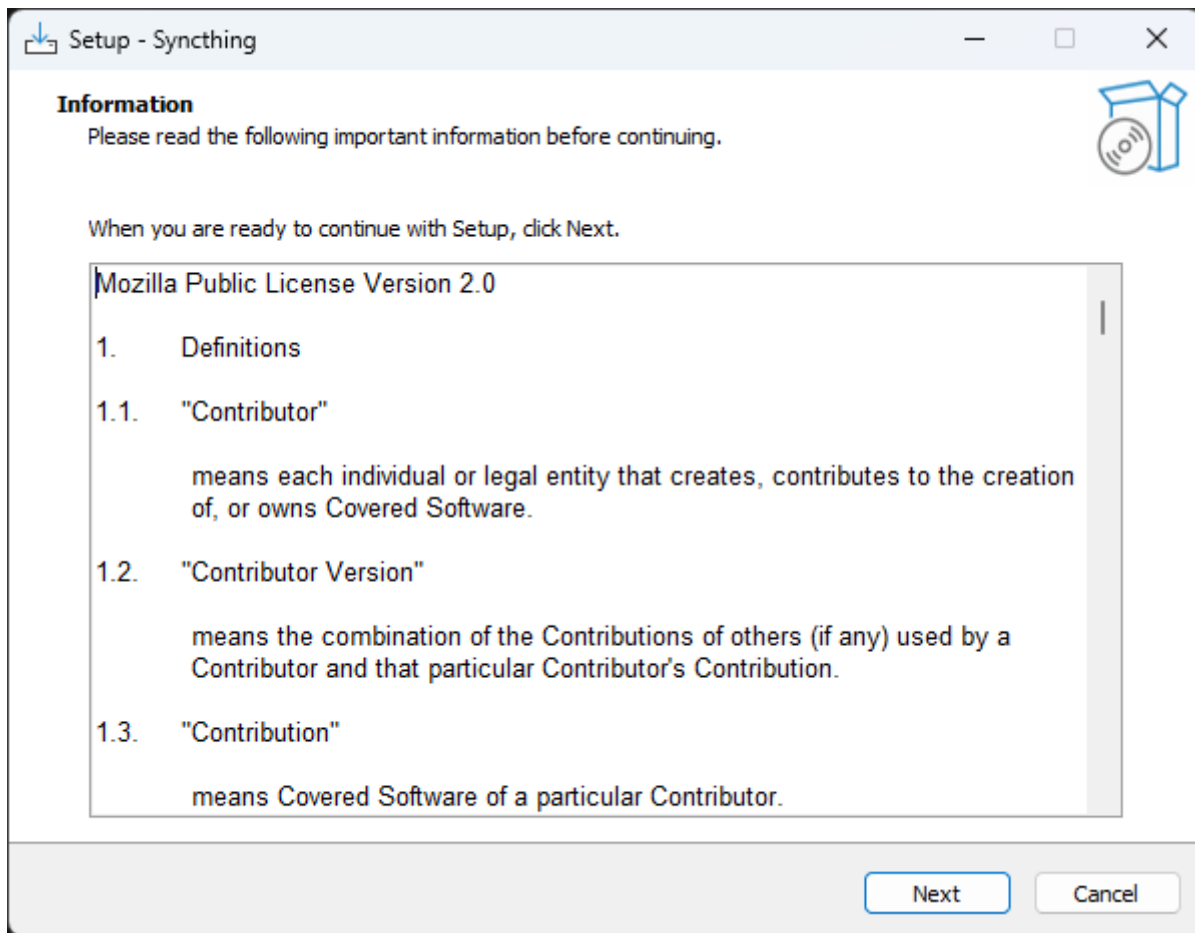 Setup - Syncthing
Information
Please read the following important information before continuing.
When you are ready to continue with Setup, click Next.
Mozilla Public License Version 2.0
1. Definitions
1.1. "Contributor"
means each individual or legal entity that creates, contributes to the creation
of, or owns Covered Software.
1.2. "Contributor Version"
means the combination of the Contributions of others (if any) used by a
Contributor and that particular Contributor's Contribution.
1.3. "Contribution"
means Covered Software of a particular Contributor.
Next Cancel